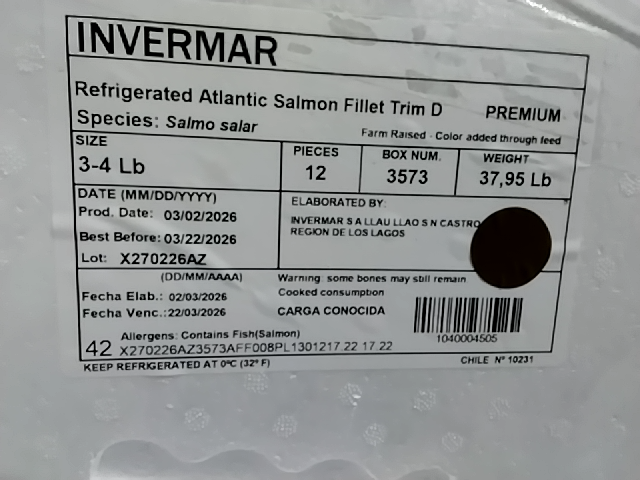 INVERMAR
Refrigerated Atlantic Salmon Fillet Trim D PREMIUM
Species: Salmo salar
Farm Raised - Color added through feed
SIZE
3-4 Lb
PIECES
12
BOX NUM.
3573
WEIGHT
37,95 Lb
DATE (MM/DD/YYYY)
Prod. Date: 03/02/2026
Best Before: 03/22/2026
Lot: X270226AZ
ELABORATED BY:
INVERMAR S A LLAU LLAO S N CASTRO
REGION DE LOS LAGOS
(DD/MM/AAAA)
Fecha Elab.: 02/03/2026
Fecha Venc.: 22/03/2026
Warning: some bones may still remain
Cooked consumption
CARGA CONOCIDA
1040004505
Allergens: Contains Fish(Salmon)
42 X270226AZ3573AFF008PL1301217.22 17.22
KEEP REFRIGERATED AT 0ºC (32º F)
CHILE Nº 10231